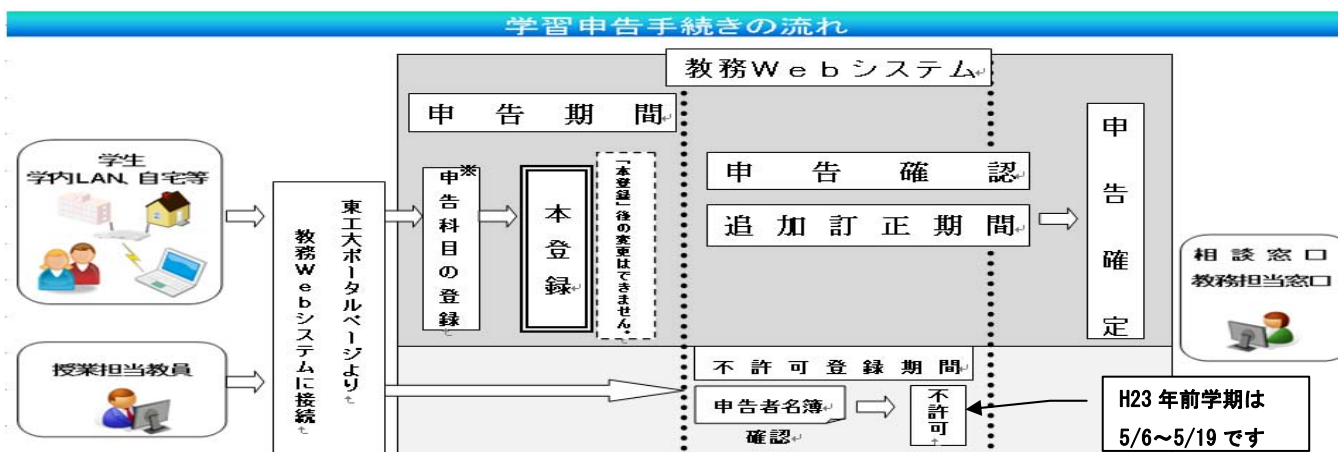 学習申告手続きの流れ
教務Ｗｅｂシステム
申告期間
学生
学内LAN、自宅等
東工大ポータルページより
教務Ｗｅｂシステムに接続
※
申告科目の登録
本登録
「本登録」後の変更はできません。
申告確認
追加訂正期間
申告確定
相談窓口
教務担当窓口
授業担当教員
不許可登録期間
申告者名簿
確認
不許可
H23 年前学期は
5/6～5/19 です